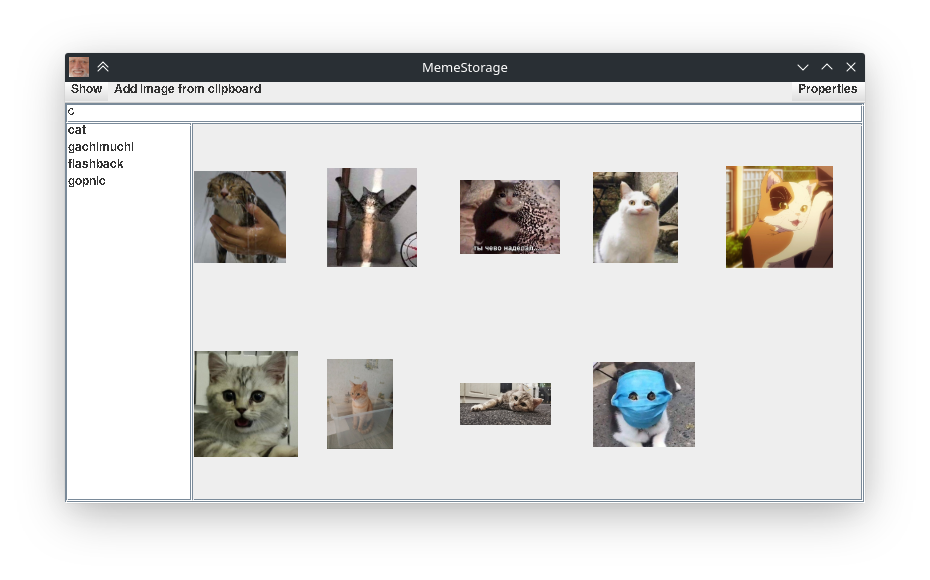 MemeStorage
Show Add image from clipboard Properties
c
cat
gachimuchi
flashback
gopnic
ты чево наделал..